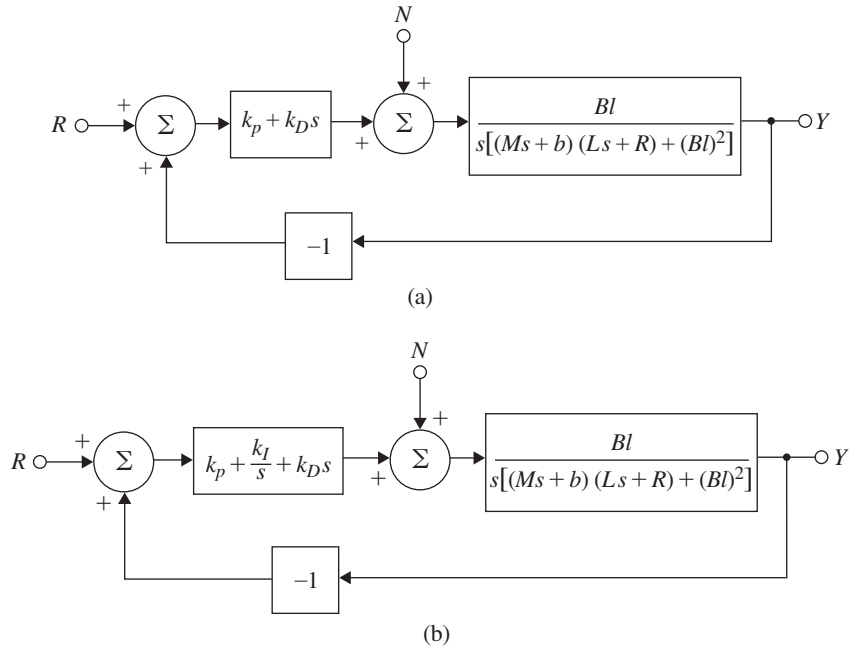 N
+
R
+
Σ
k_p + k_D s
+
Σ
Bl
s[(Ms + b) (Ls + R) + (Bl)^2]
Y
+
−1
(a)
N
+
R
+
Σ
k_p + k_I/s + k_D s
+
Σ
Bl
s[(Ms + b) (Ls + R) + (Bl)^2]
Y
+
−1
(b)